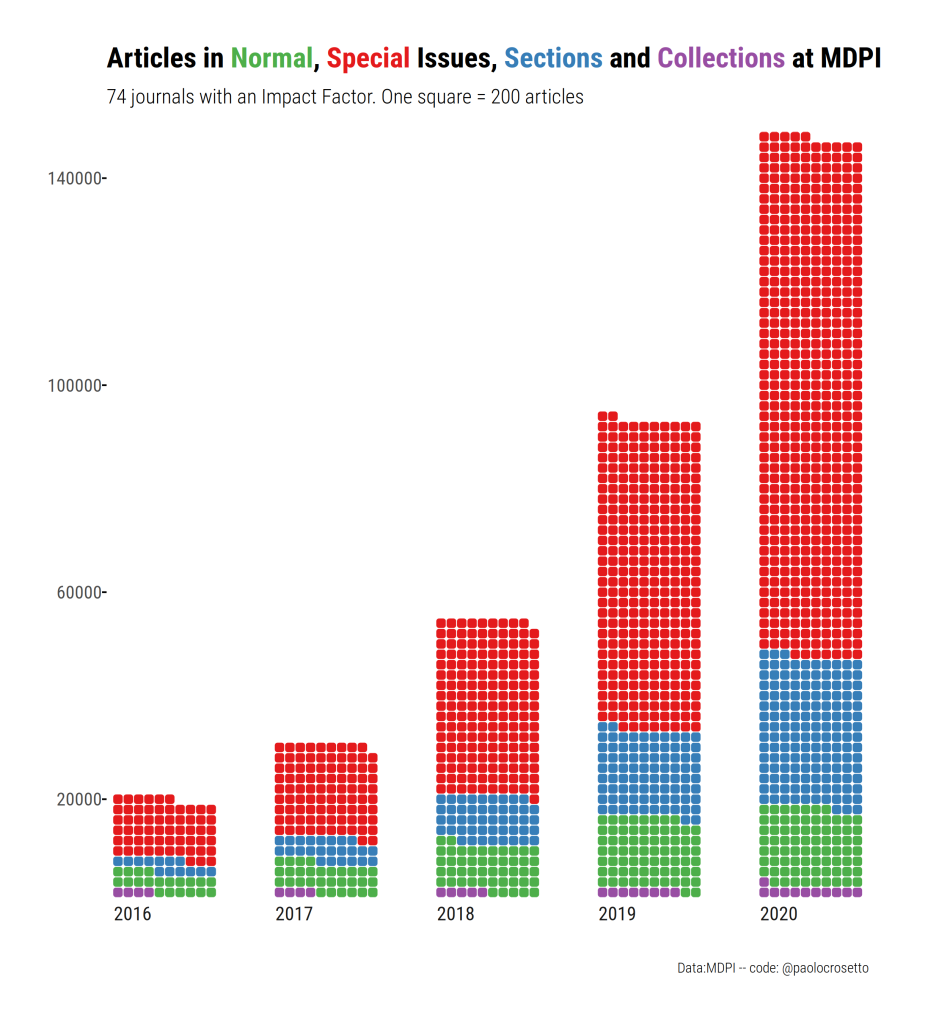 Articles in Normal, Special Issues, Sections and Collections at MDPI
74 journals with an Impact Factor. One square = 200 articles
140000
100000
60000
20000
2016 2017 2018 2019 2020
Data:MDPI -- code: @paolocrosetto